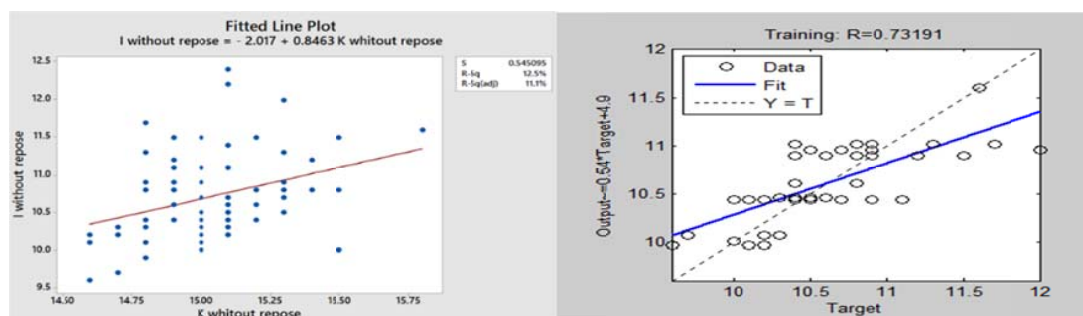 Fitted Line Plot
I without repose = - 2.017 + 0.8463 K whitout repose
S 0.545095
R-Sq 12.5%
R-Sq(adj) 11.1%
I without repose
12.5
12.0
11.5
11.0
10.5
10.0
9.5
14.50 14.75 15.00 15.25 15.50 15.75
K whitout repose
Training: R=0.73191
Output~=0.54*Target+4.9
12
11.5
11
10.5
10
Data
Fit
Y = T
10 10.5 11 11.5 12
Target